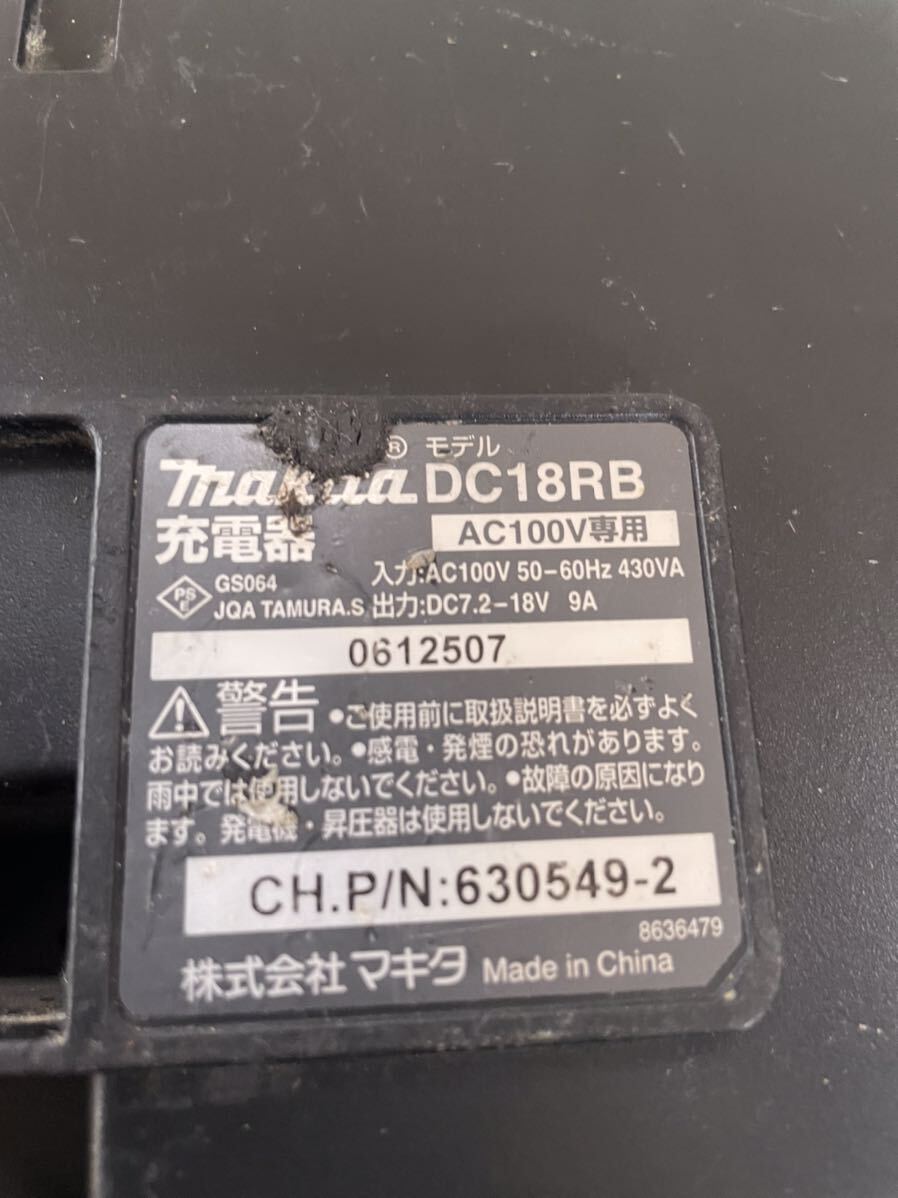 makita® モデル DC18RB
充電器 AC100V専用
PSE GS064 入力:AC100V 50-60Hz 430VA
JQA TAMURA.S 出力:DC7.2-18V 9A
0612507
警告 •ご使用前に取扱説明書を必ずよく
お読みください。•感電・発煙の恐れがあります。
雨中では使用しないでください。•故障の原因になり
ます。発電機・昇圧器は使用しないでください。
CH.P/N:630549-2
8636479
株式会社マキタ Made in China